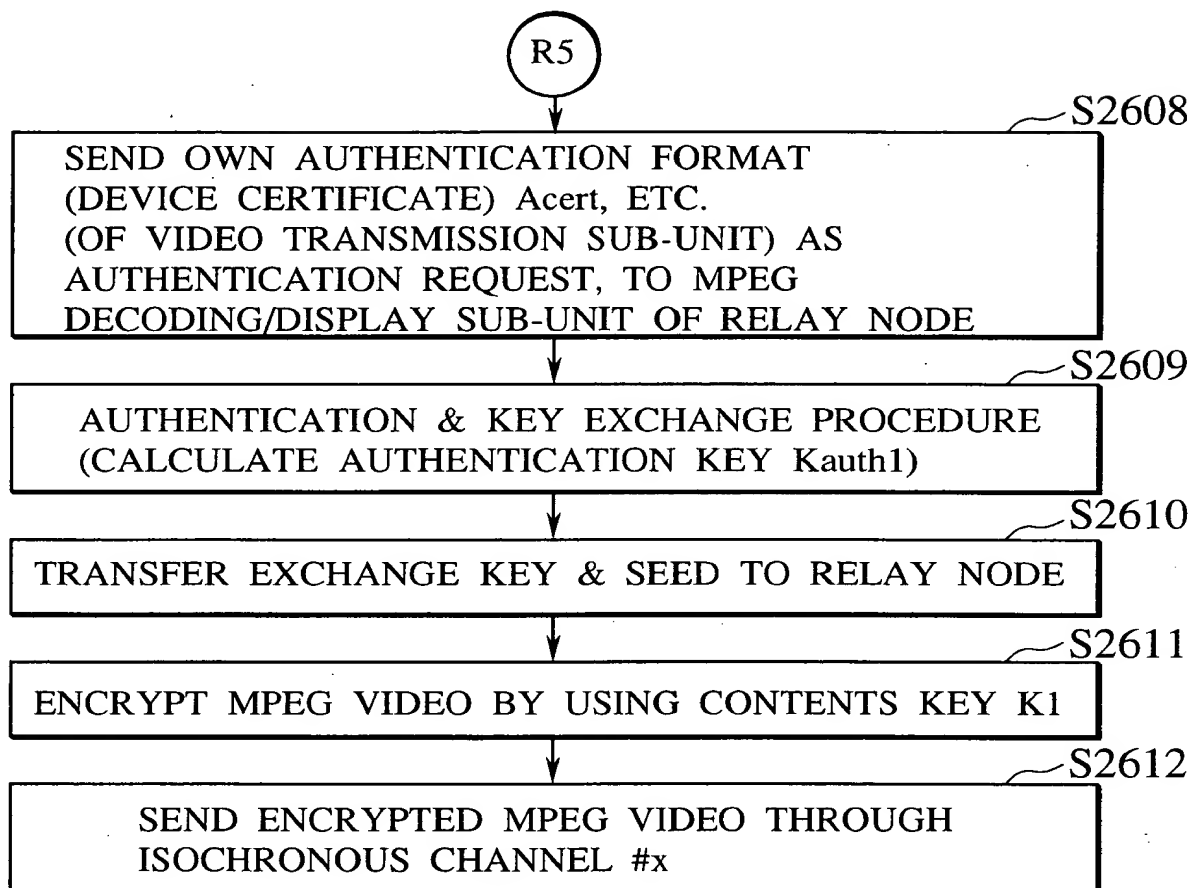 R5
S2608
SEND OWN AUTHENTICATION FORMAT
(DEVICE CERTIFICATE) Acert, ETC.
(OF VIDEO TRANSMISSION SUB-UNIT) AS
AUTHENTICATION REQUEST, TO MPEG
DECODING/DISPLAY SUB-UNIT OF RELAY NODE
S2609
AUTHENTICATION & KEY EXCHANGE PROCEDURE
(CALCULATE AUTHENTICATION KEY Kauth1)
S2610
TRANSFER EXCHANGE KEY & SEED TO RELAY NODE
S2611
ENCRYPT MPEG VIDEO BY USING CONTENTS KEY K1
S2612
SEND ENCRYPTED MPEG VIDEO THROUGH
ISOCHRONOUS CHANNEL #x